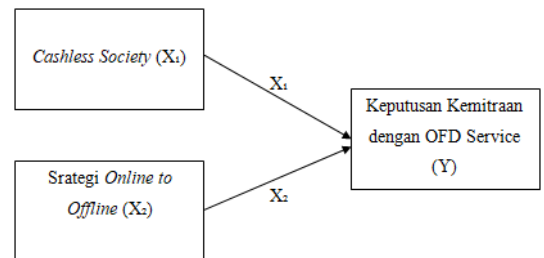 Cashless Society (X₁)
X₁
Keputusan Kemitraan
dengan OFD Service
(Y)
Srategi Online to
Offline (X₂)
X₂